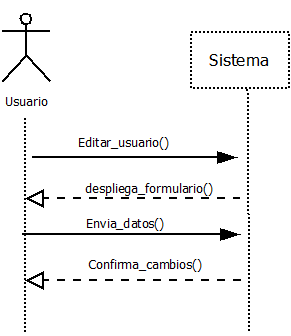 Sistema
Usuario
Editar_usuario()
despliega_formulario()
Envia_datos()
Confirma_cambios()